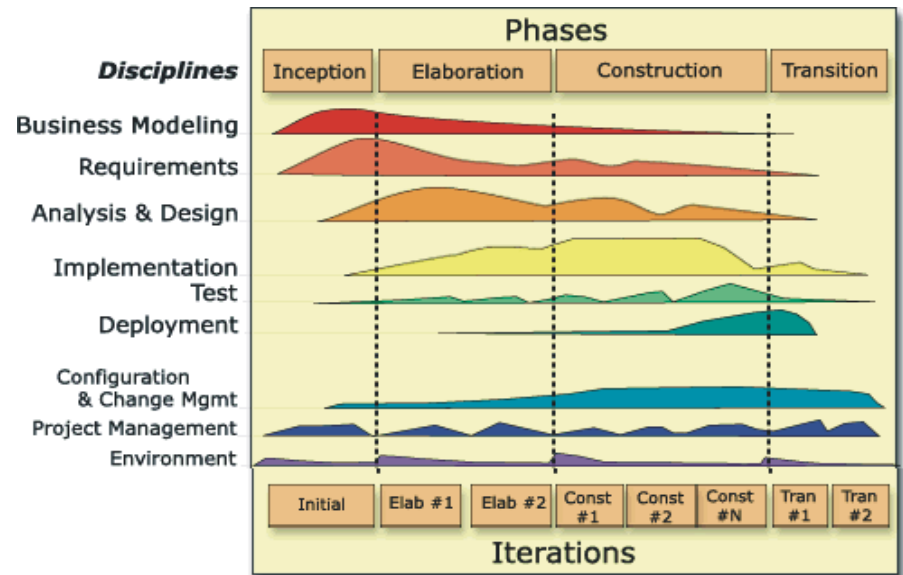 Phases
Disciplines
Inception
Elaboration
Construction
Transition
Business Modeling
Requirements
Analysis & Design
Implementation
Test
Deployment
Configuration
& Change Mgmt
Project Management
Environment
Initial
Elab #1
Elab #2
Const
#1
Const
#2
Const
#N
Tran
#1
Tran
#2
Iterations